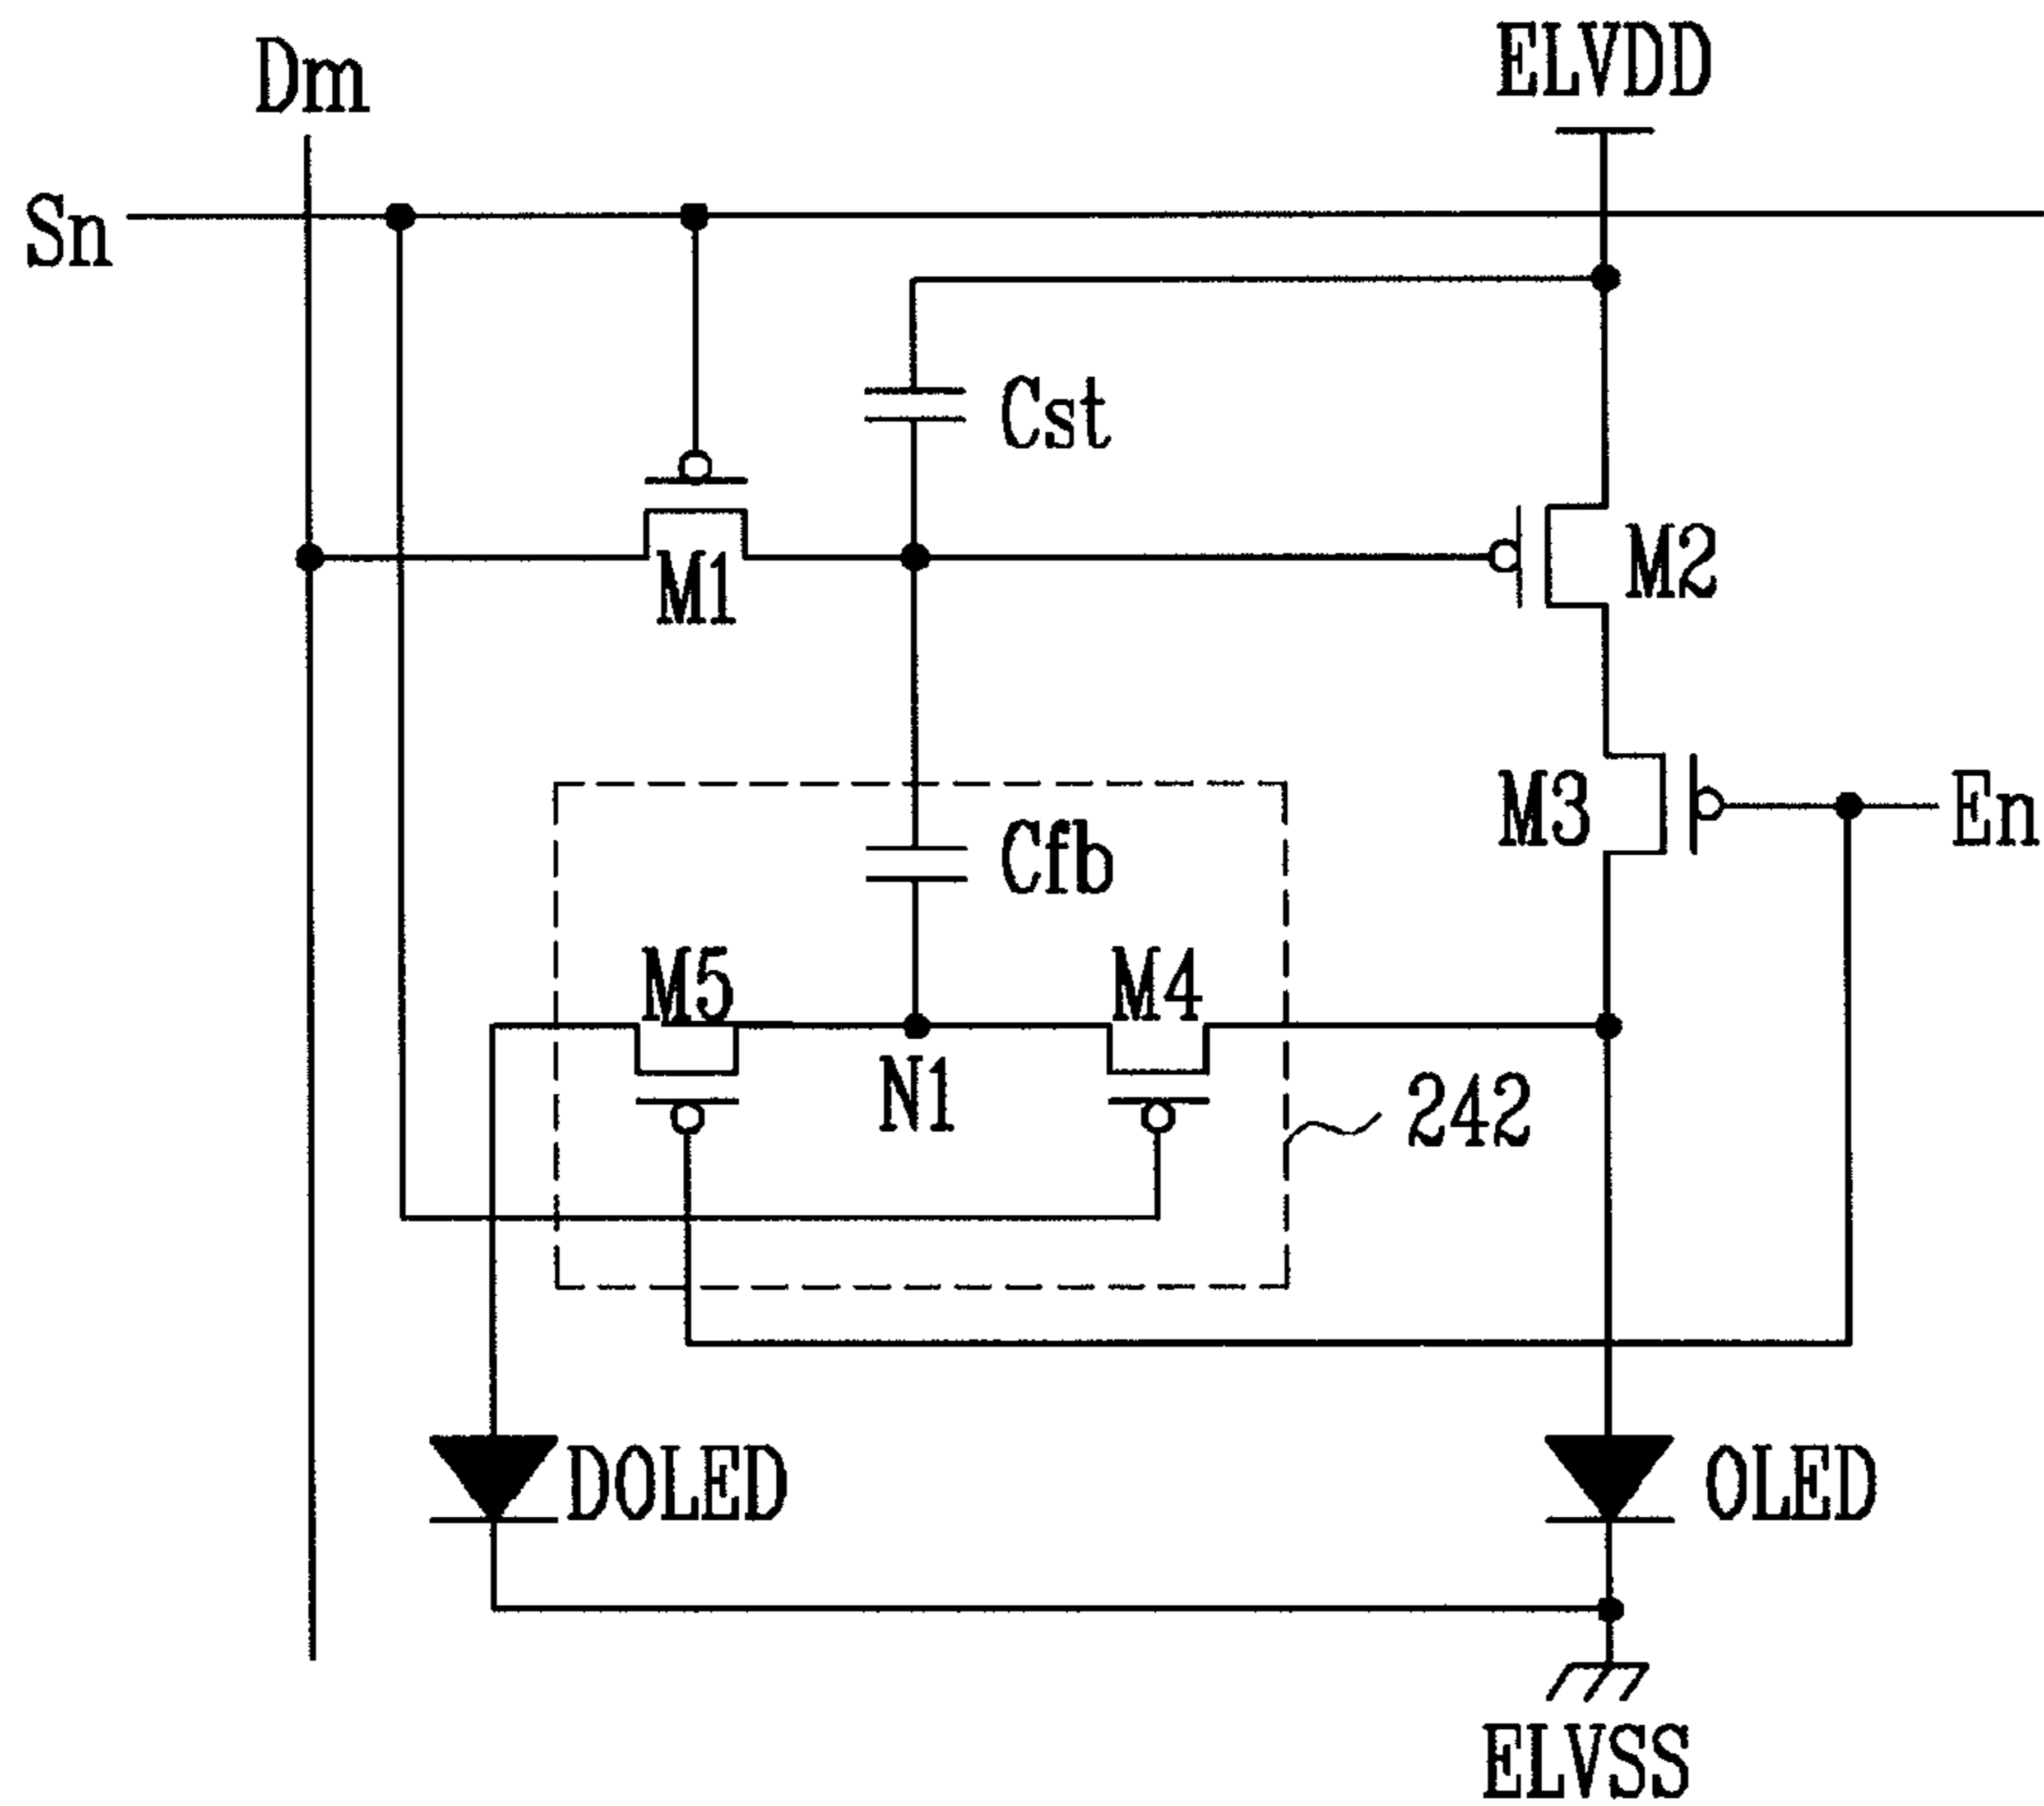 Dm
ELVDD
Sn
Cst
M1
M2
M3
En
Cfb
M5
M4
N1
242
DOLED
OLED
ELVSS